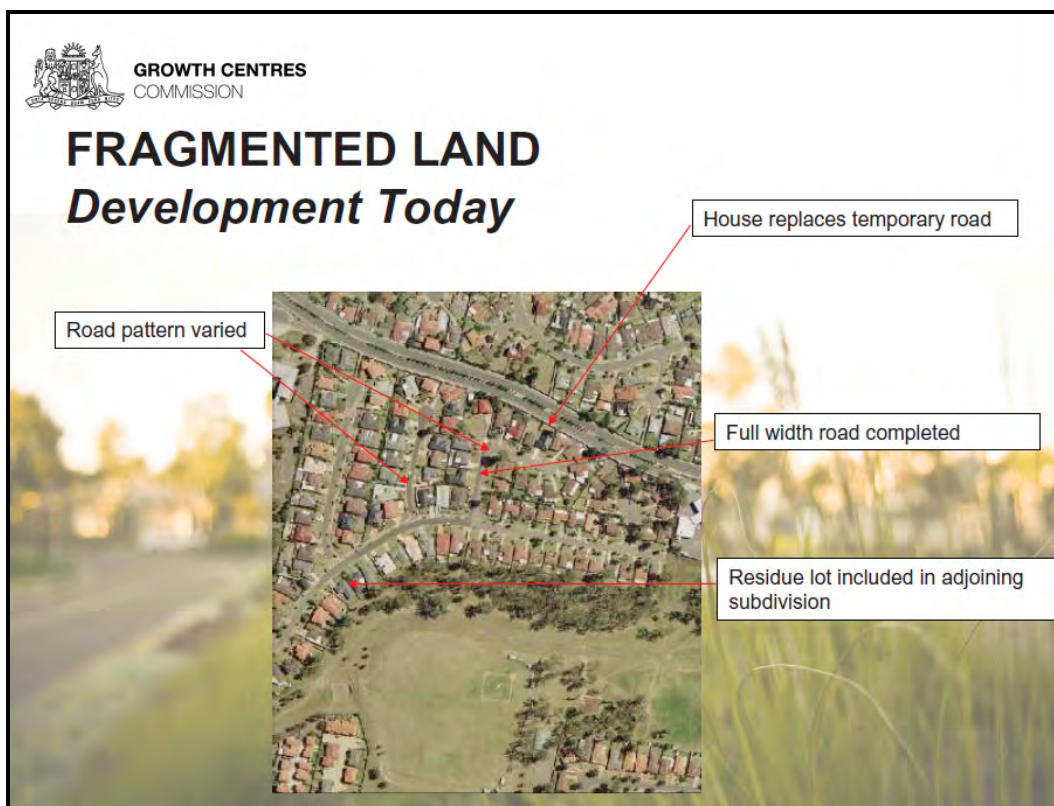 GROWTH CENTRES
COMMISSION
FRAGMENTED LAND
Development Today
House replaces temporary road
Road pattern varied
Full width road completed
Residue lot included in adjoining
subdivision